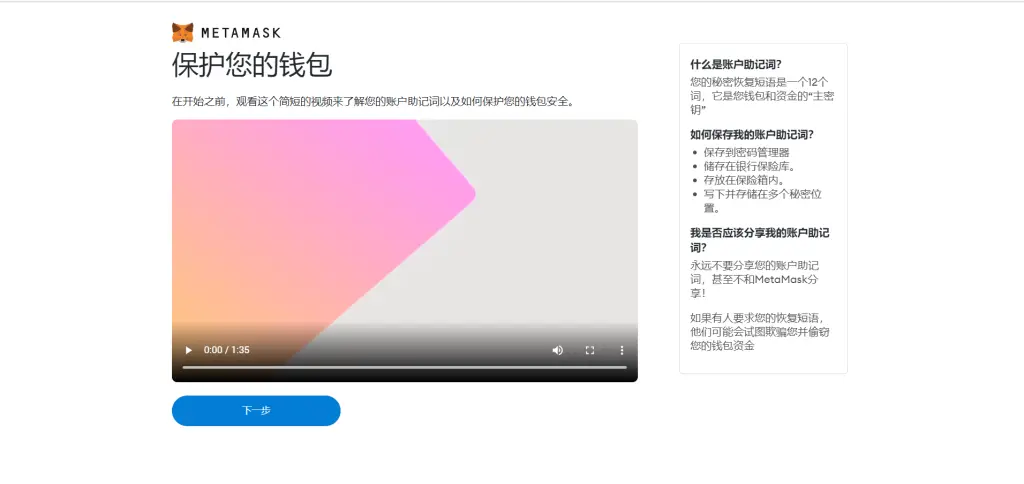 METAMASK
保护您的钱包
在开始之前，观看这个简短的视频来了解您的账户助记词以及如何保护您的钱包安全。
0:00 / 1:35
下一步
什么是账户助记词？
您的秘密恢复短语是一个12个
词，它是您钱包和资金的“主密
钥”
如何保存我的账户助记词？
保存到密码管理器
储存在银行保险库。
存放在保险箱内。
写下并存储在多个秘密位
置。
我是否应该分享我的账户助记
词？
永远不要分享您的账户助记
词，甚至不和MetaMask分
享！
如果有人要求您的恢复短语，
他们可能会试图欺骗您并偷窃
您的钱包资金